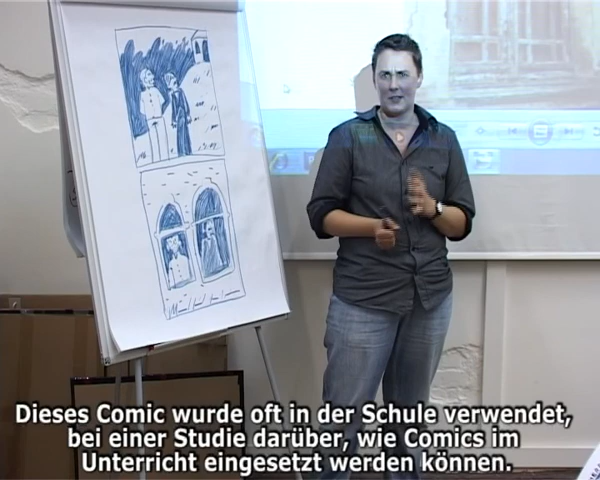 Dieses Comic wurde oft in der Schule verwendet,
bei einer Studie darüber, wie Comics im
Unterricht eingesetzt werden können.